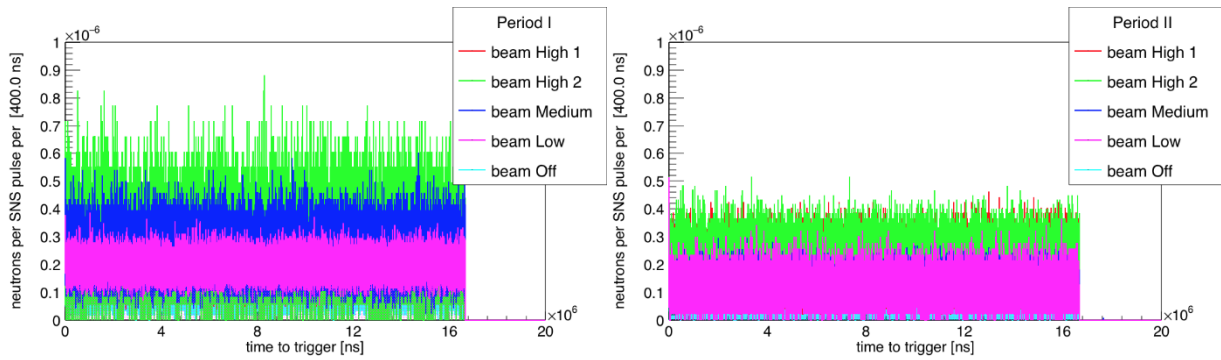 ×10⁻⁶
Period I
beam High 1
beam High 2
beam Medium
beam Low
beam Off
neutrons per SNS pulse per [400.0 ns]
1
0.9
0.8
0.7
0.6
0.5
0.4
0.3
0.2
0.1
0
0 4 8 12 16 20
×10⁶
time to trigger [ns]
×10⁻⁶
Period II
beam High 1
beam High 2
beam Medium
beam Low
beam Off
neutrons per SNS pulse per [400.0 ns]
1
0.9
0.8
0.7
0.6
0.5
0.4
0.3
0.2
0.1
0
0 4 8 12 16 20
×10⁶
time to trigger [ns]